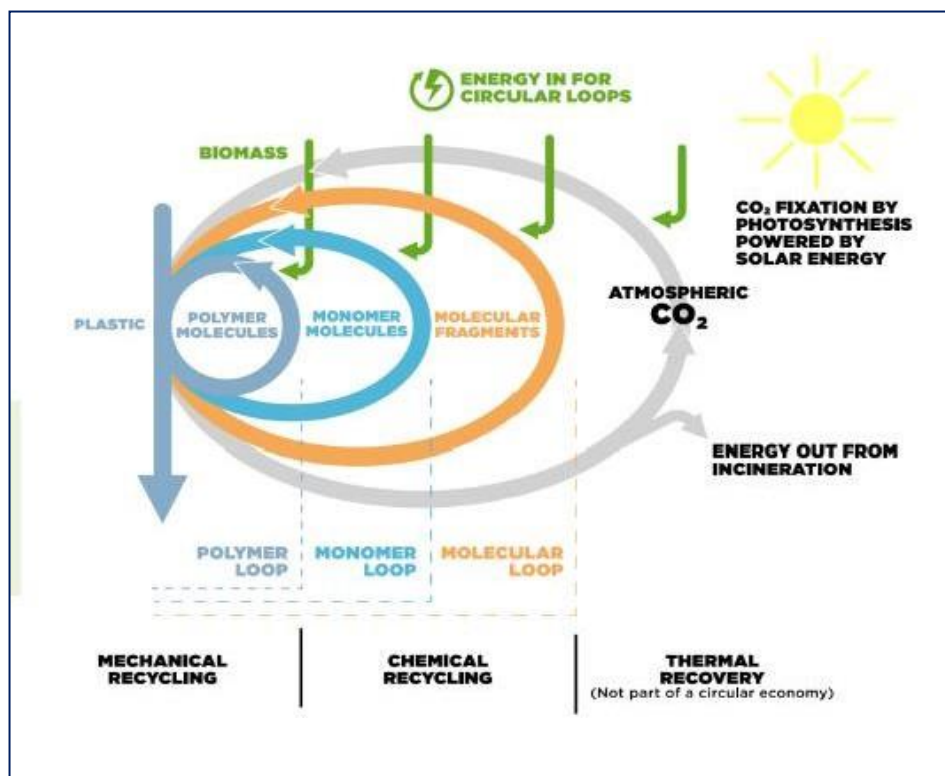 ENERGY IN FOR
CIRCULAR LOOPS
BIOMASS
CO₂ FIXATION BY
PHOTOSYNTHESIS
POWERED BY
SOLAR ENERGY
ATMOSPHERIC
CO₂
PLASTIC
POLYMER
MOLECULES
MONOMER
MOLECULES
MOLECULAR
FRAGMENTS
ENERGY OUT FROM
INCINERATION
POLYMER
LOOP
MONOMER
LOOP
MOLECULAR
LOOP
MECHANICAL
RECYCLING
CHEMICAL
RECYCLING
THERMAL
RECOVERY
(Not part of a circular economy)